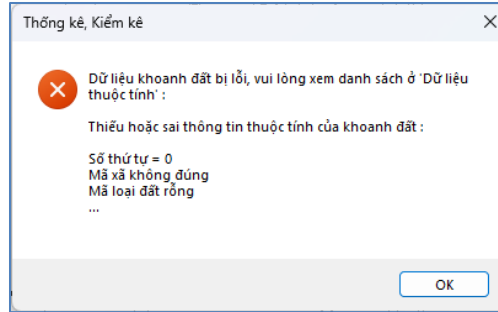 Thống kê, Kiểm kê
Dữ liệu khoanh đất bị lỗi, vui lòng xem danh sách ở 'Dữ liệu
thuộc tính' :
Thiếu hoặc sai thông tin thuộc tính của khoanh đất :
Số thứ tự = 0
Mã xã không đúng
Mã loại đất rỗng
...
OK